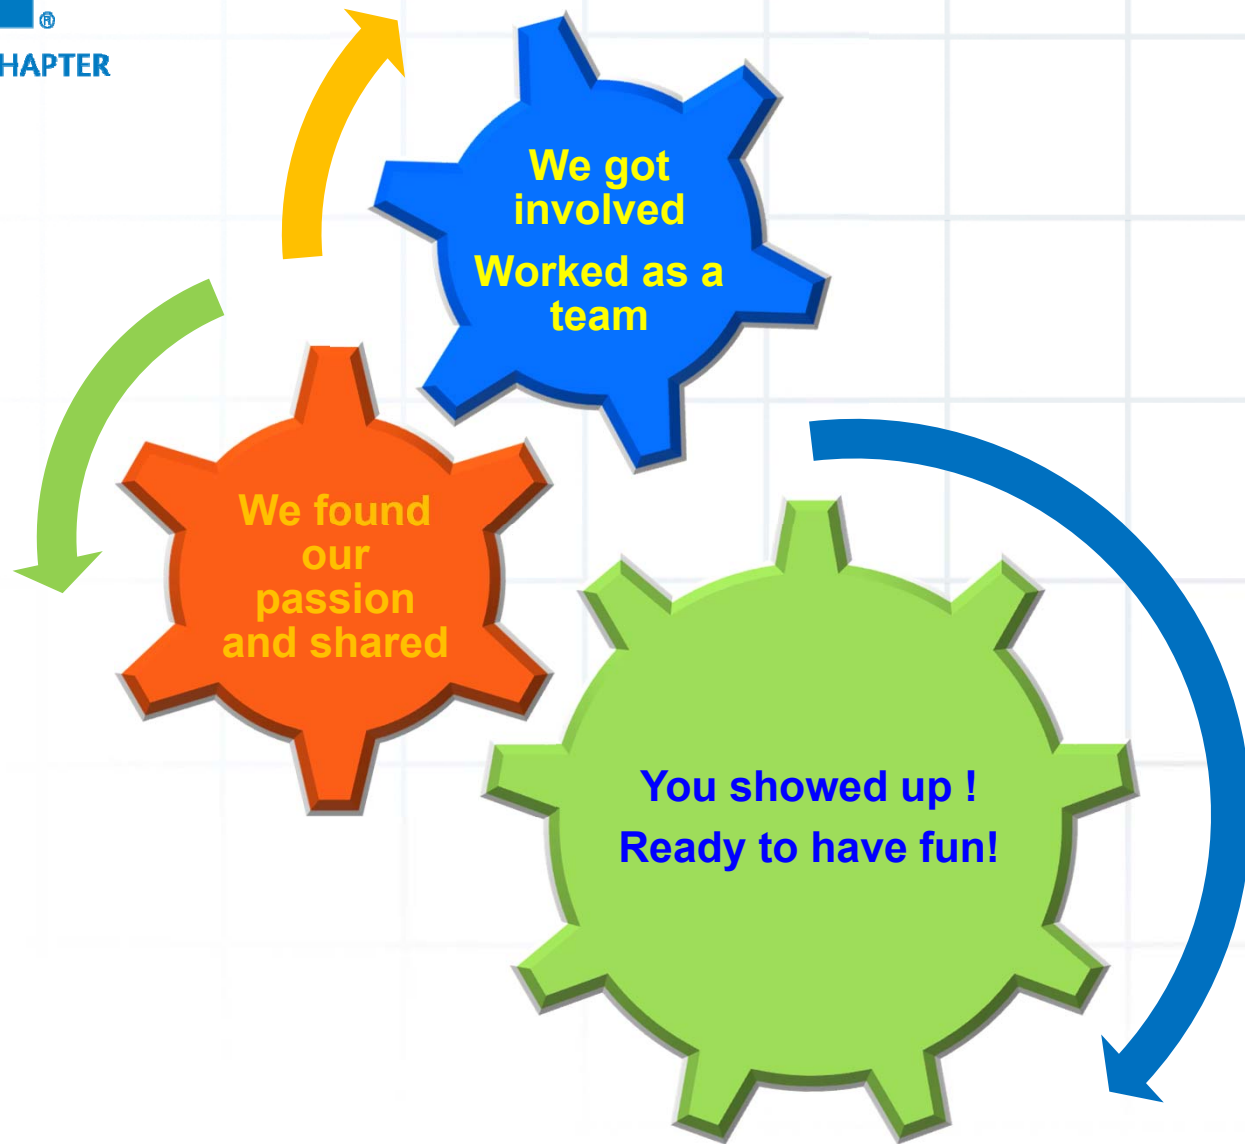 ®
HAPTER
We got
involved
Worked as a
team
We found
our
passion
and shared
You showed up !
Ready to have fun!